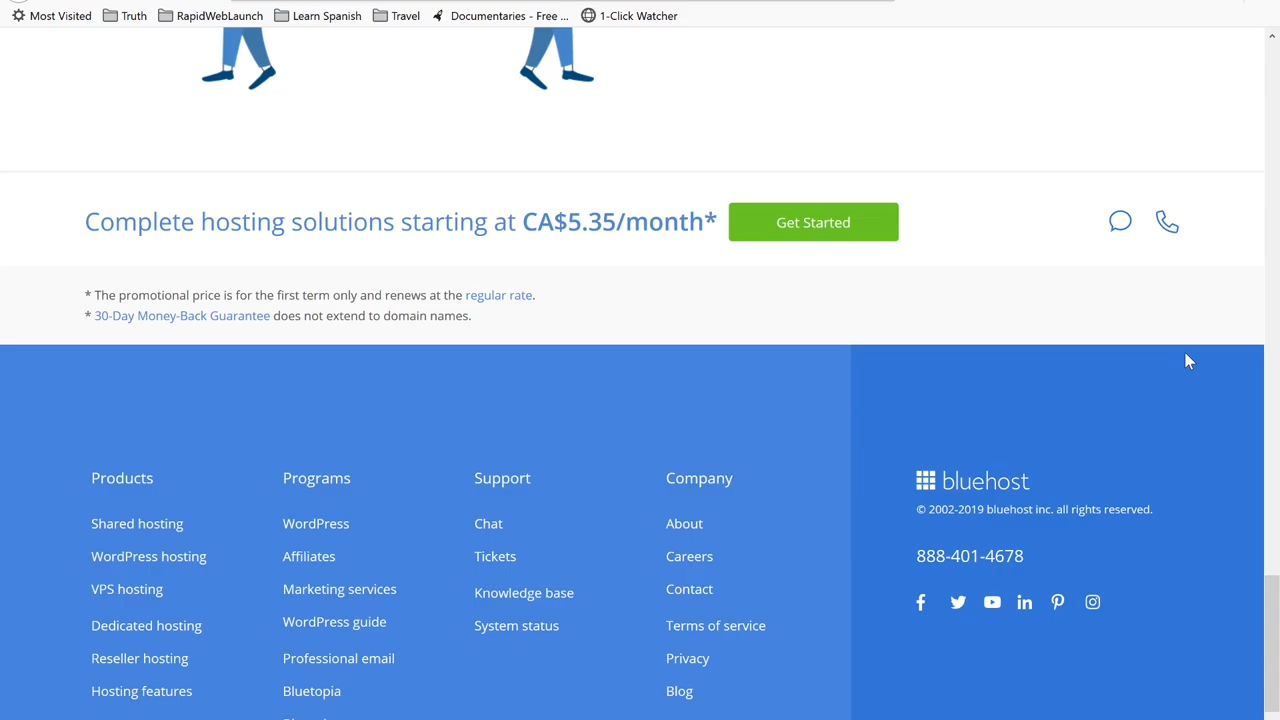 Most Visited Truth RapidWebLaunch Learn Spanish Travel Documentaries - Free ... 1-Click Watcher
Complete hosting solutions starting at CA$5.35/month* Get Started
* The promotional price is for the first term only and renews at the regular rate.
* 30-Day Money-Back Guarantee does not extend to domain names.
Products
Shared hosting
WordPress hosting
VPS hosting
Dedicated hosting
Reseller hosting
Hosting features
Programs
WordPress
Affiliates
Marketing services
WordPress guide
Professional email
Bluetopia
Support
Chat
Tickets
Knowledge base
System status
Company
About
Careers
Contact
Terms of service
Privacy
Blog
bluehost
© 2002-2019 bluehost inc. all rights reserved.
888-401-4678